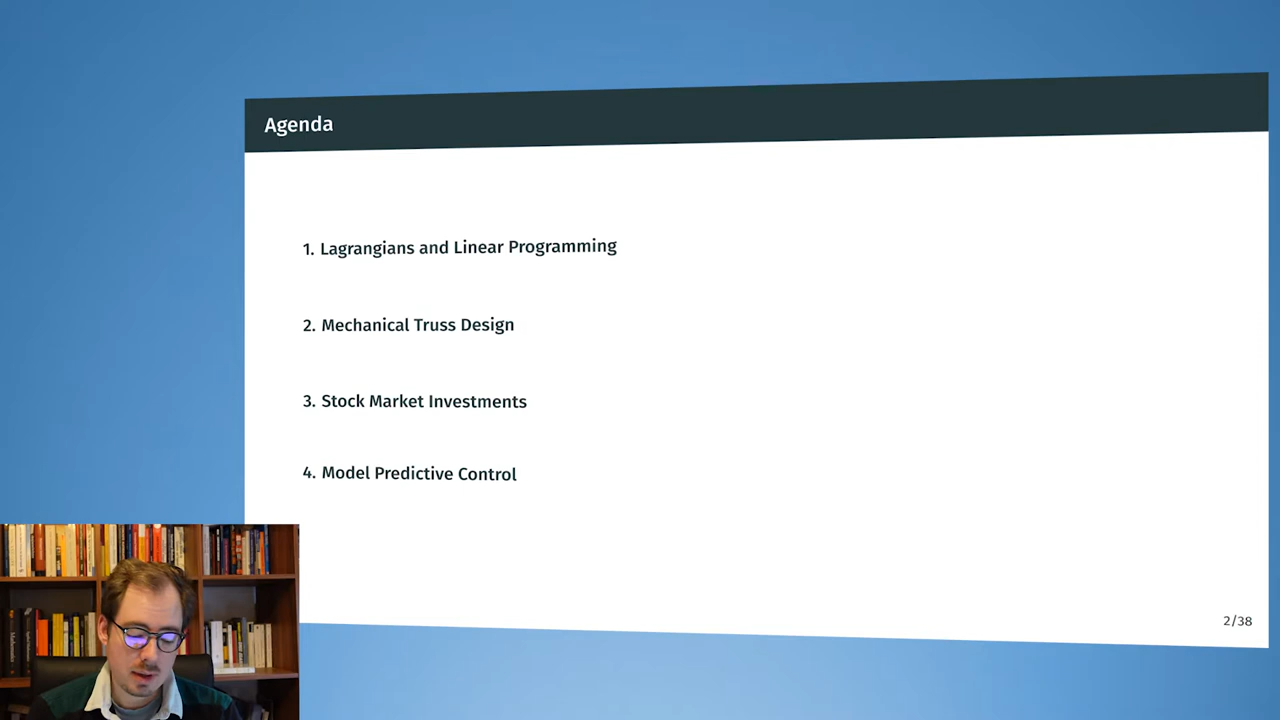 Agenda
1. Lagrangians and Linear Programming
2. Mechanical Truss Design
3. Stock Market Investments
4. Model Predictive Control
2/38